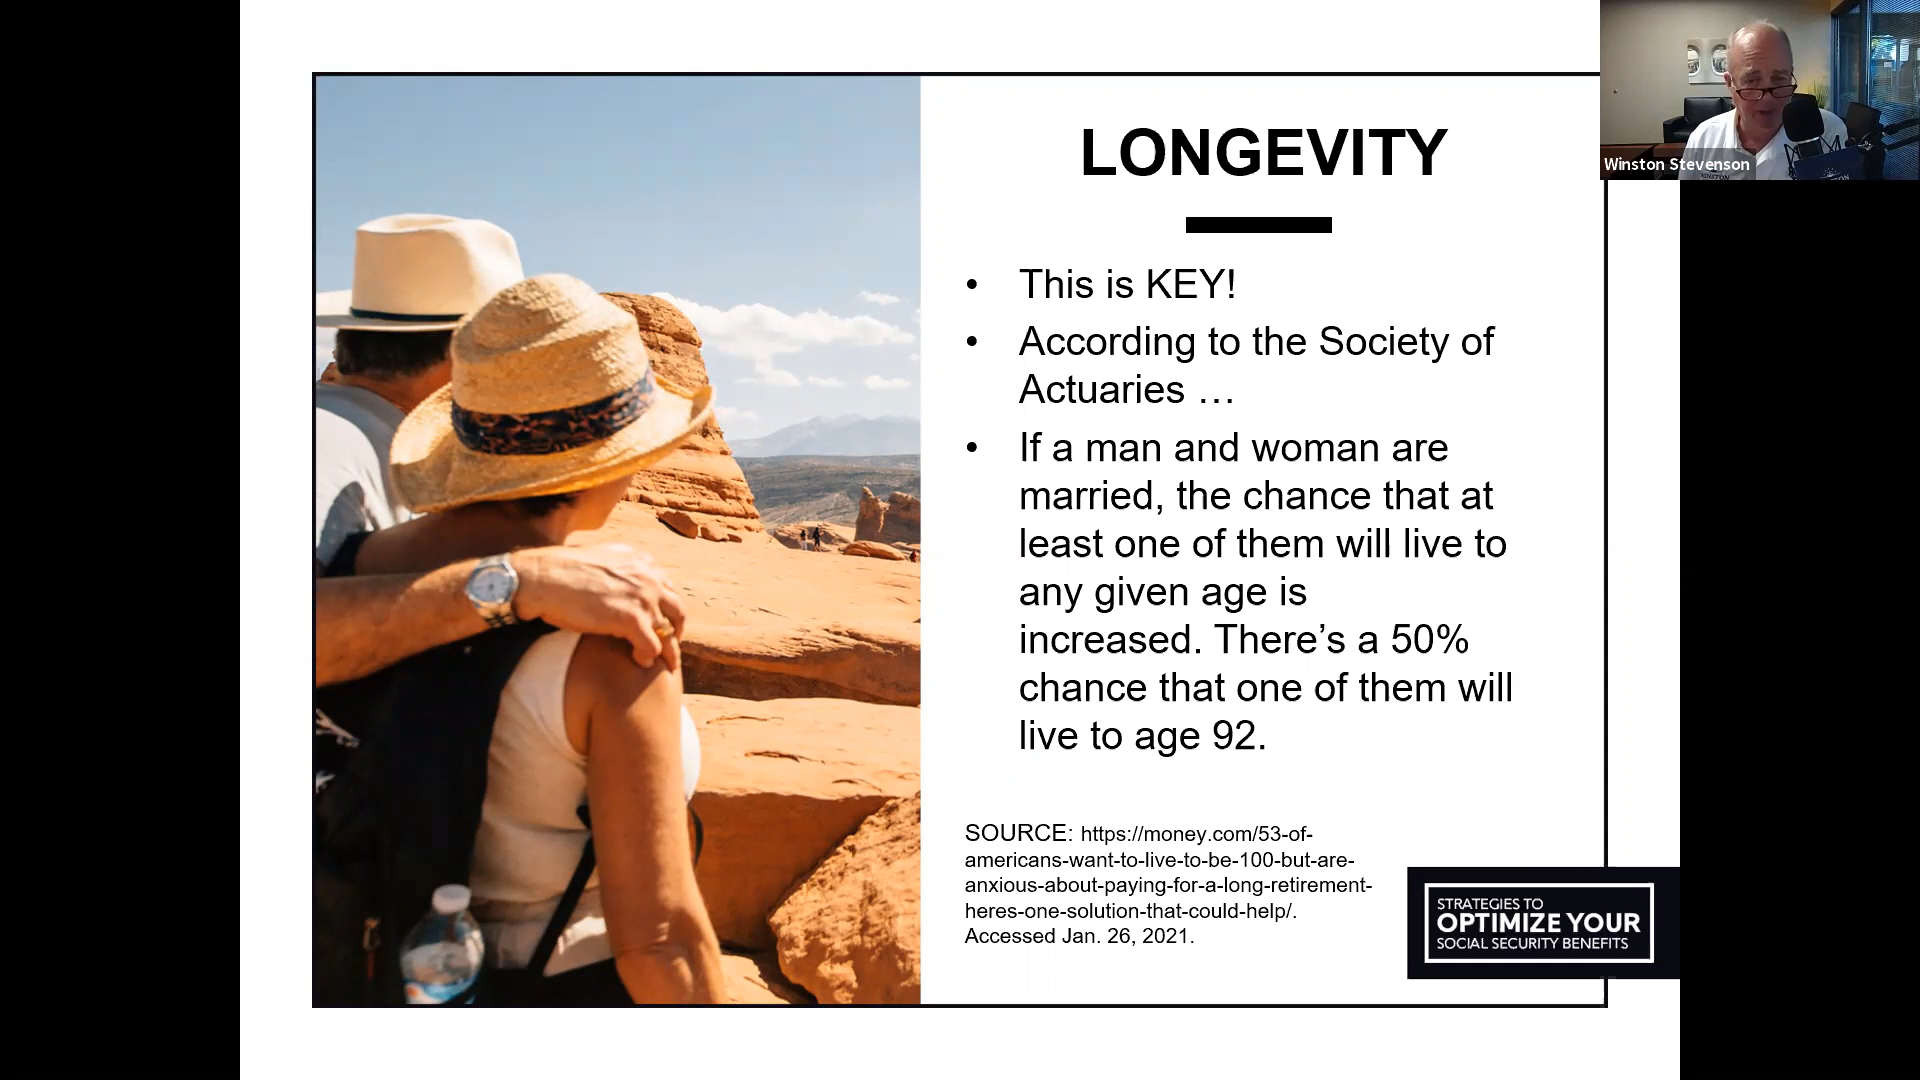 LONGEVITY
• This is KEY!
• According to the Society of
Actuaries …
• If a man and woman are
married, the chance that at
least one of them will live to
any given age is
increased. There’s a 50%
chance that one of them will
live to age 92.
SOURCE: https://money.com/53-of-
americans-want-to-live-to-be-100-but-are-
anxious-about-paying-for-a-long-retirement-
heres-one-solution-that-could-help/.
Accessed Jan. 26, 2021.
STRATEGIES TO
OPTIMIZE YOUR
SOCIAL SECURITY BENEFITS
Winston Stevenson